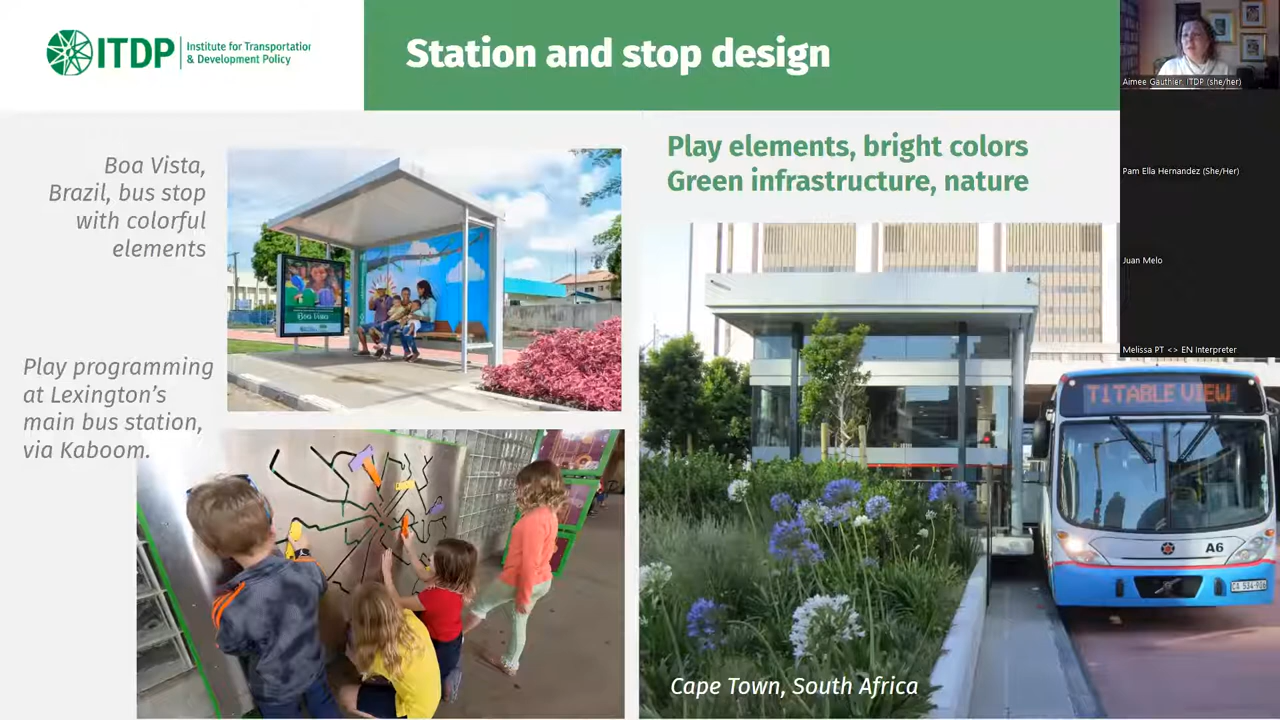 ITDP
Institute for Transportation
& Development Policy
Station and stop design
Aimee Gauthier, ITDP (she/her)
Pam Ella Hernandez (She/Her)
Juan Melo
Melissa PT <> EN Interpreter
Boa Vista,
Brazil, bus stop
with colorful
elements
Boa Vista
Play programming
at Lexington's
main bus station,
via Kaboom.
Play elements, bright colors
Green infrastructure, nature
T1TABLE VIEW
A6
Cape Town, South Africa